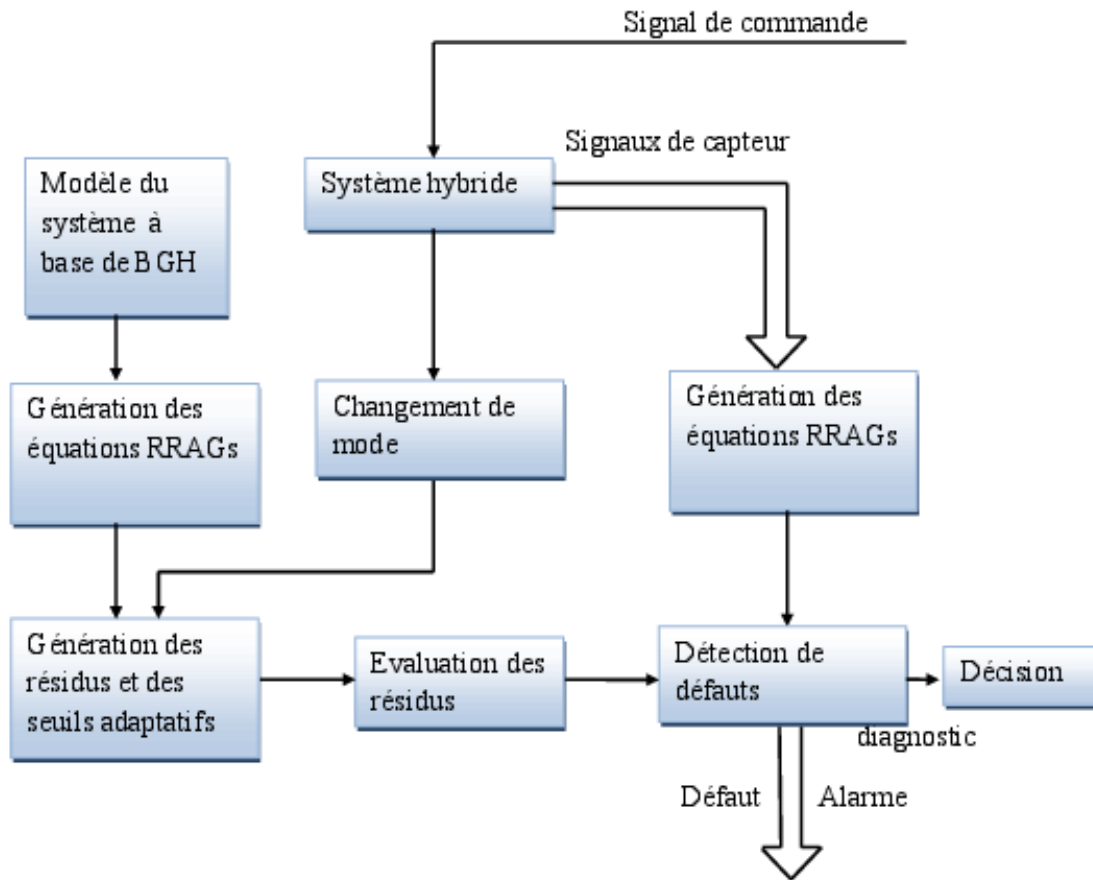 Signal de commande
Signaux de capteur
Modèle du
système à
base de BGH
Système hybride
Génération des
équations RRAGs
Changement de
mode
Génération des
équations RRAGs
Génération des
résidus et des
seuils adaptatifs
Evaluation des
résidus
Détection de
défauts
Décision
diagnostic
Défaut
Alarme